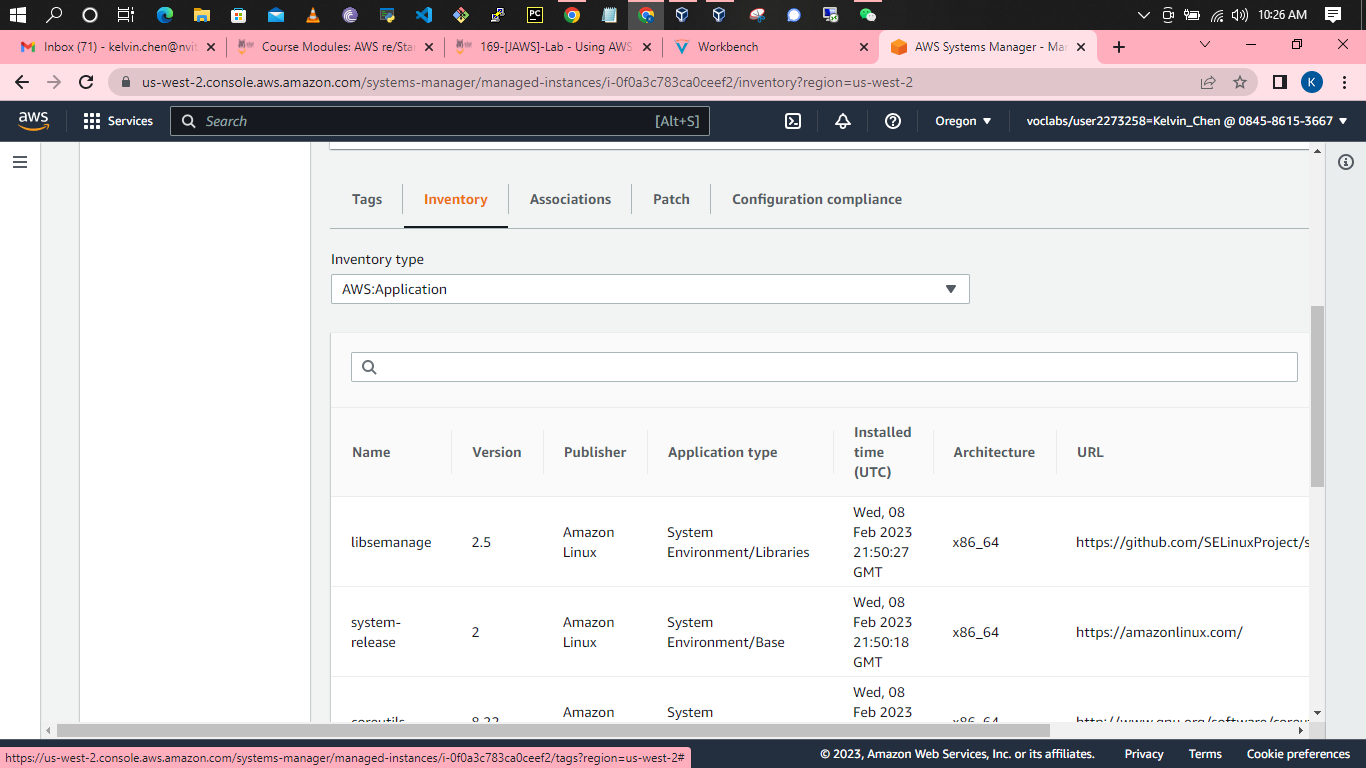 10:26 AM
Inbox (71) - kelvin.chen@nvit
Course Modules: AWS re/Star
169-[JAWS]-Lab - Using AWS
Workbench
AWS Systems Manager - Ma
us-west-2.console.aws.amazon.com/systems-manager/managed-instances/i-0f0a3c783ca0ceef2/inventory?region=us-west-2
K
aws
Services
Search
[Alt+S]
Oregon
voclabs/user2273258=Kelvin_Chen @ 0845-8615-3667
Tags
Inventory
Associations
Patch
Configuration compliance
Inventory type
AWS:Application
Name
Version
Publisher
Application type
Installed
time
(UTC)
Architecture
URL
libsemanage
2.5
Amazon
Linux
System
Environment/Libraries
Wed, 08
Feb 2023
21:50:27
GMT
x86_64
https://github.com/SELinuxProject/s
system-
release
2
Amazon
Linux
System
Environment/Base
Wed, 08
Feb 2023
21:50:18
GMT
x86_64
https://amazonlinux.com/
coreutils
8.22
Amazon
System
Wed, 08
Feb 2023
x86_64
http://www.gnu.org/software/coreu
https://us-west-2.console.aws.amazon.com/systems-manager/managed-instances/i-0f0a3c783ca0ceef2/tags?region=us-west-2#
© 2023, Amazon Web Services, Inc. or its affiliates.
Privacy
Terms
Cookie preferences